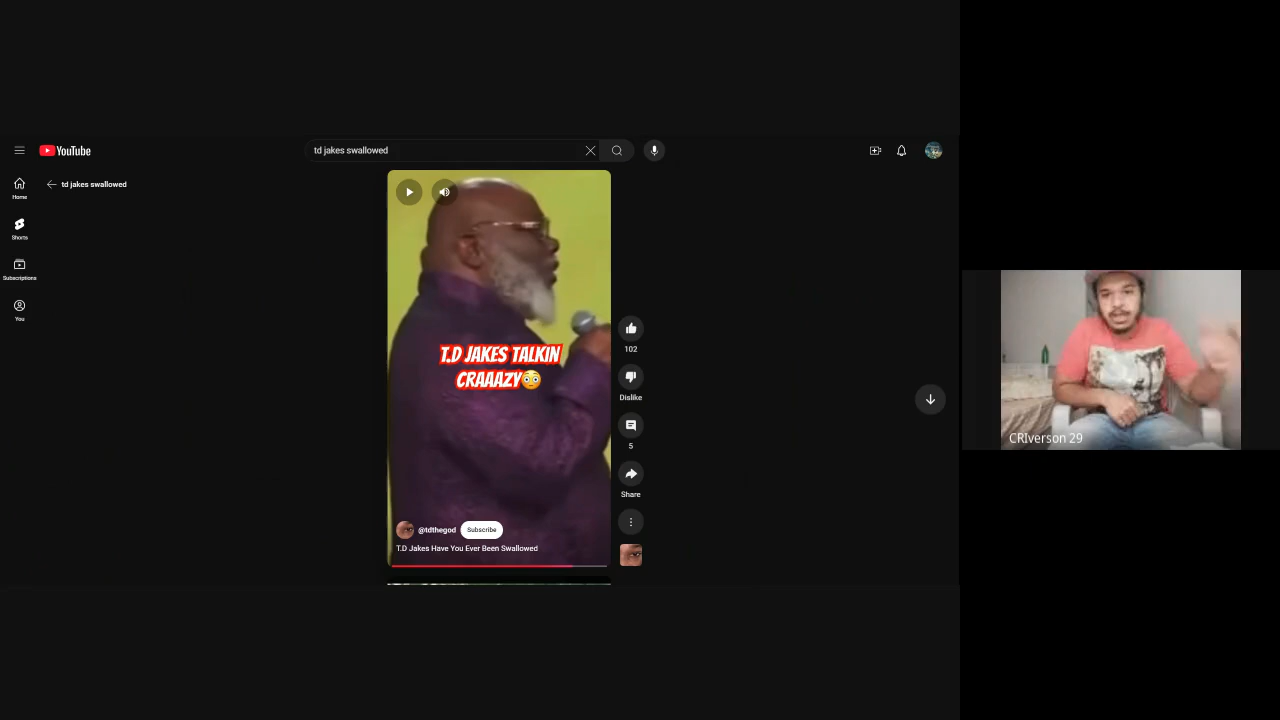 YouTube
td jakes swallowed
Home
td jakes swallowed
Shorts
Subscriptions
You
T.D JAKES TALKIN
CRAAAZY
102
Dislike
5
Share
@tdthegod Subscribe
T.D Jakes Have You Ever Been Swallowed
CRIverson 29